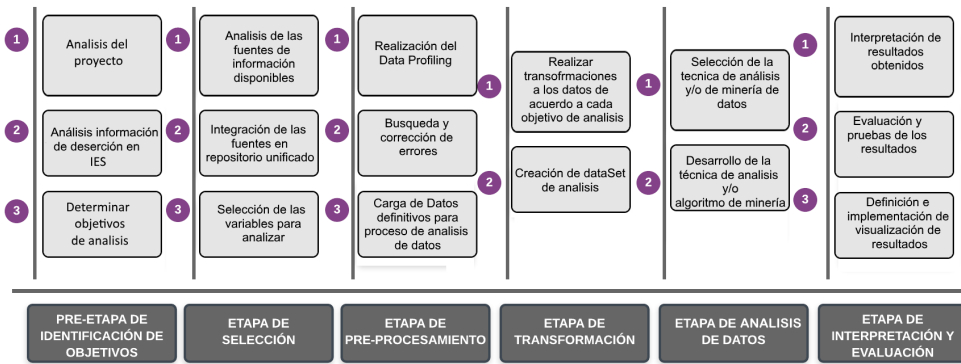 1
Analisis del
proyecto
2
Análisis información
de deserción en
IES
3
Determinar
objetivos
de analisis
1
Analisis de las
fuentes de
información
disponibles
2
Integración de las
fuentes en
repositorio unificado
3
Selección de las
variables para
analizar
1
Realización del
Data Profiling
2
Busqueda y
corrección de
errores
3
Carga de Datos
definitivos para
proceso de analisis
de datos
1
Realizar
transofrmaciones
a los datos de
acuerdo a cada
objetivo de analisis
2
Creación de dataSet
de analisis
1
Selección de la
tecnica de análisis
y/o de minería de
datos
2
Desarrollo de la
técnica de analisis
y/o
algoritmo de minería
1
Interpretación de
resultados
obtenidos
2
Evaluación y
pruebas de los
resultados
3
Definición e
implementación de
visualización de
resultados
PRE-ETAPA DE
IDENTIFICACIÓN DE
OBJETIVOS
ETAPA DE
SELECCIÓN
ETAPA DE
PRE-PROCESAMIENTO
ETAPA DE
TRANSFORMACIÓN
ETAPA DE ANALISIS
DE DATOS
ETAPA DE
INTERPRETACIÓN Y
EVALUACIÓN